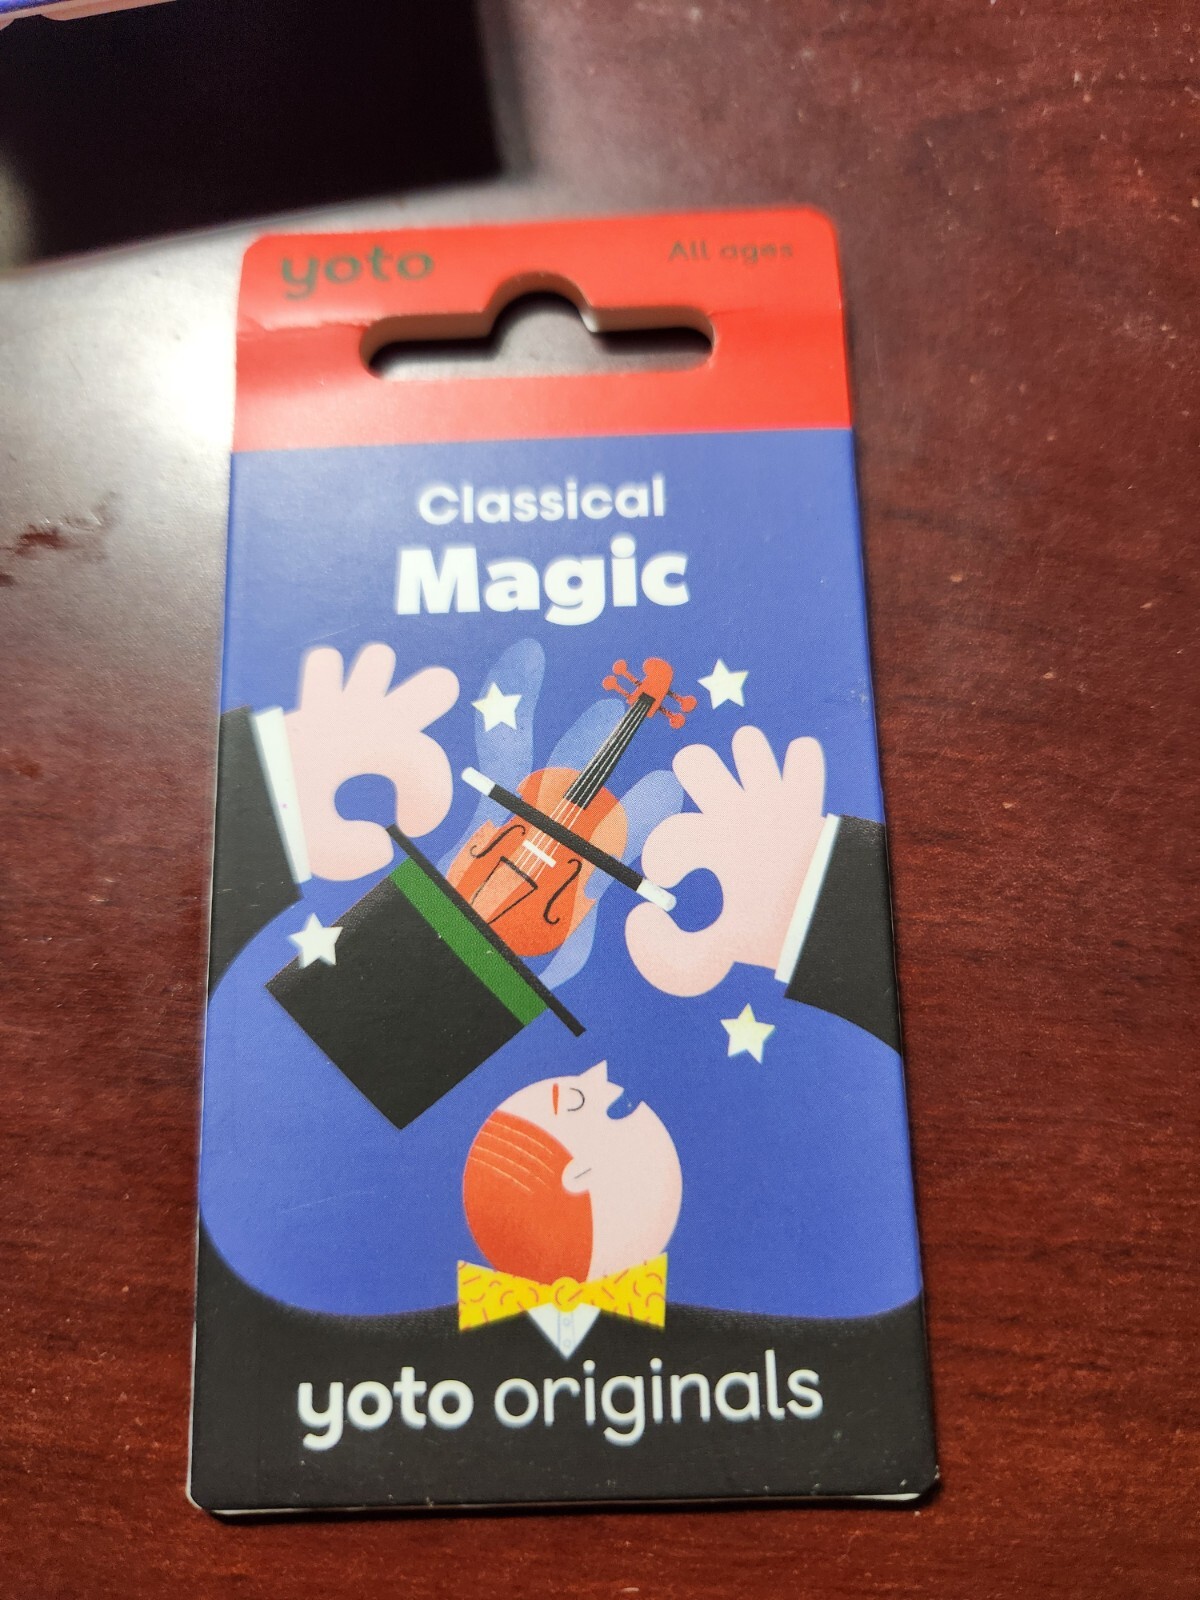 yoto All ages
Classical
Magic
yoto originals